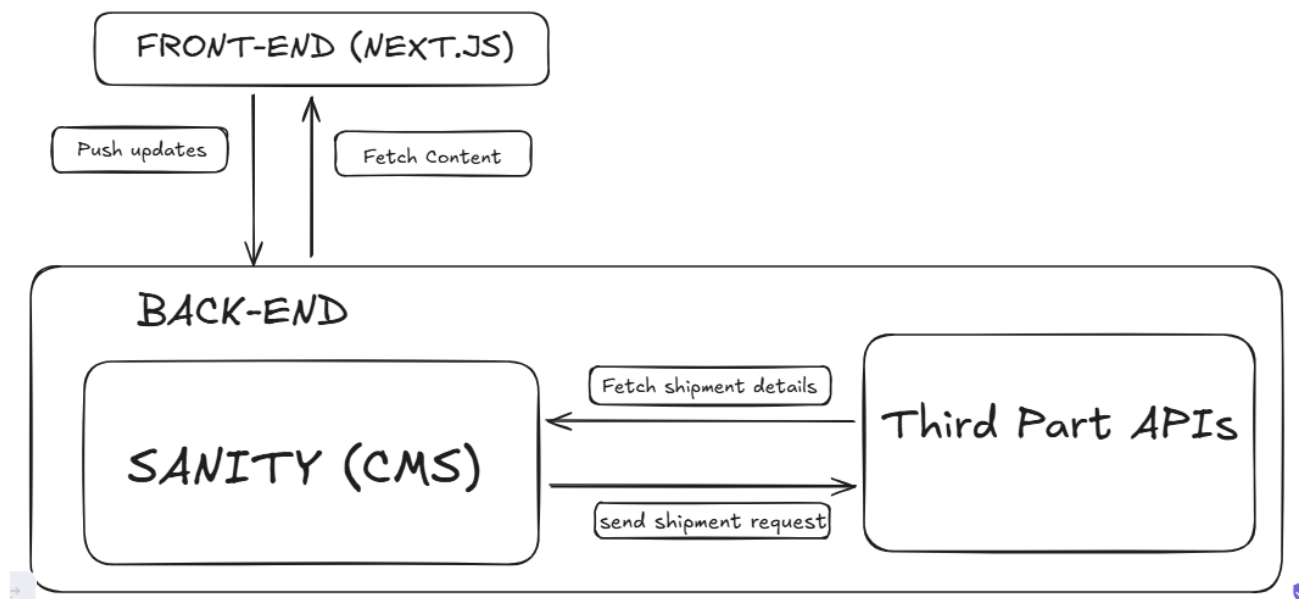 FRONT-END (NEXT.JS)
Push updates
Fetch Content
BACK-END
Fetch shipment details
Third Part APIs
SANITY (CMS)
send shipment request